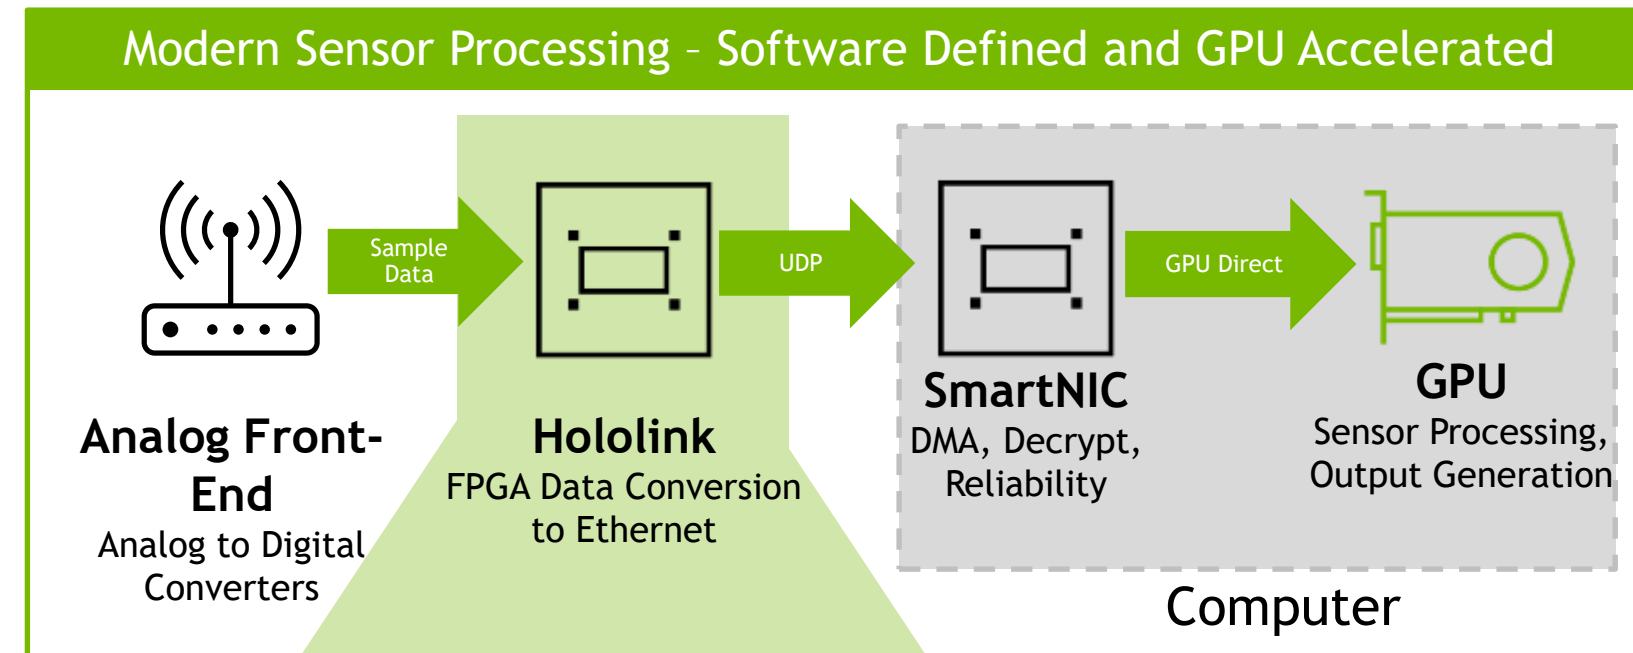 Modern Sensor Processing – Software Defined and GPU Accelerated
Sample
Data
UDP
GPU Direct
Analog Front-
End
Analog to Digital
Converters
Hololink
FPGA Data Conversion
to Ethernet
SmartNIC
DMA, Decrypt,
Reliability
GPU
Sensor Processing,
Output Generation
Computer